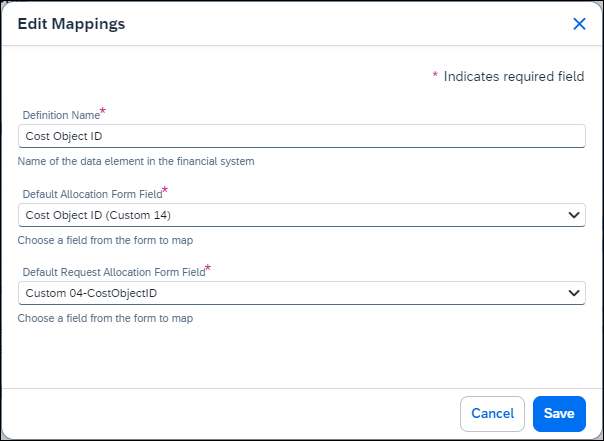 Edit Mappings
* Indicates required field
Definition Name*
Cost Object ID
Name of the data element in the financial system
Default Allocation Form Field*
Cost Object ID (Custom 14)
Choose a field from the form to map
Default Request Allocation Form Field*
Custom 04-CostObjectID
Choose a field from the form to map
Cancel Save